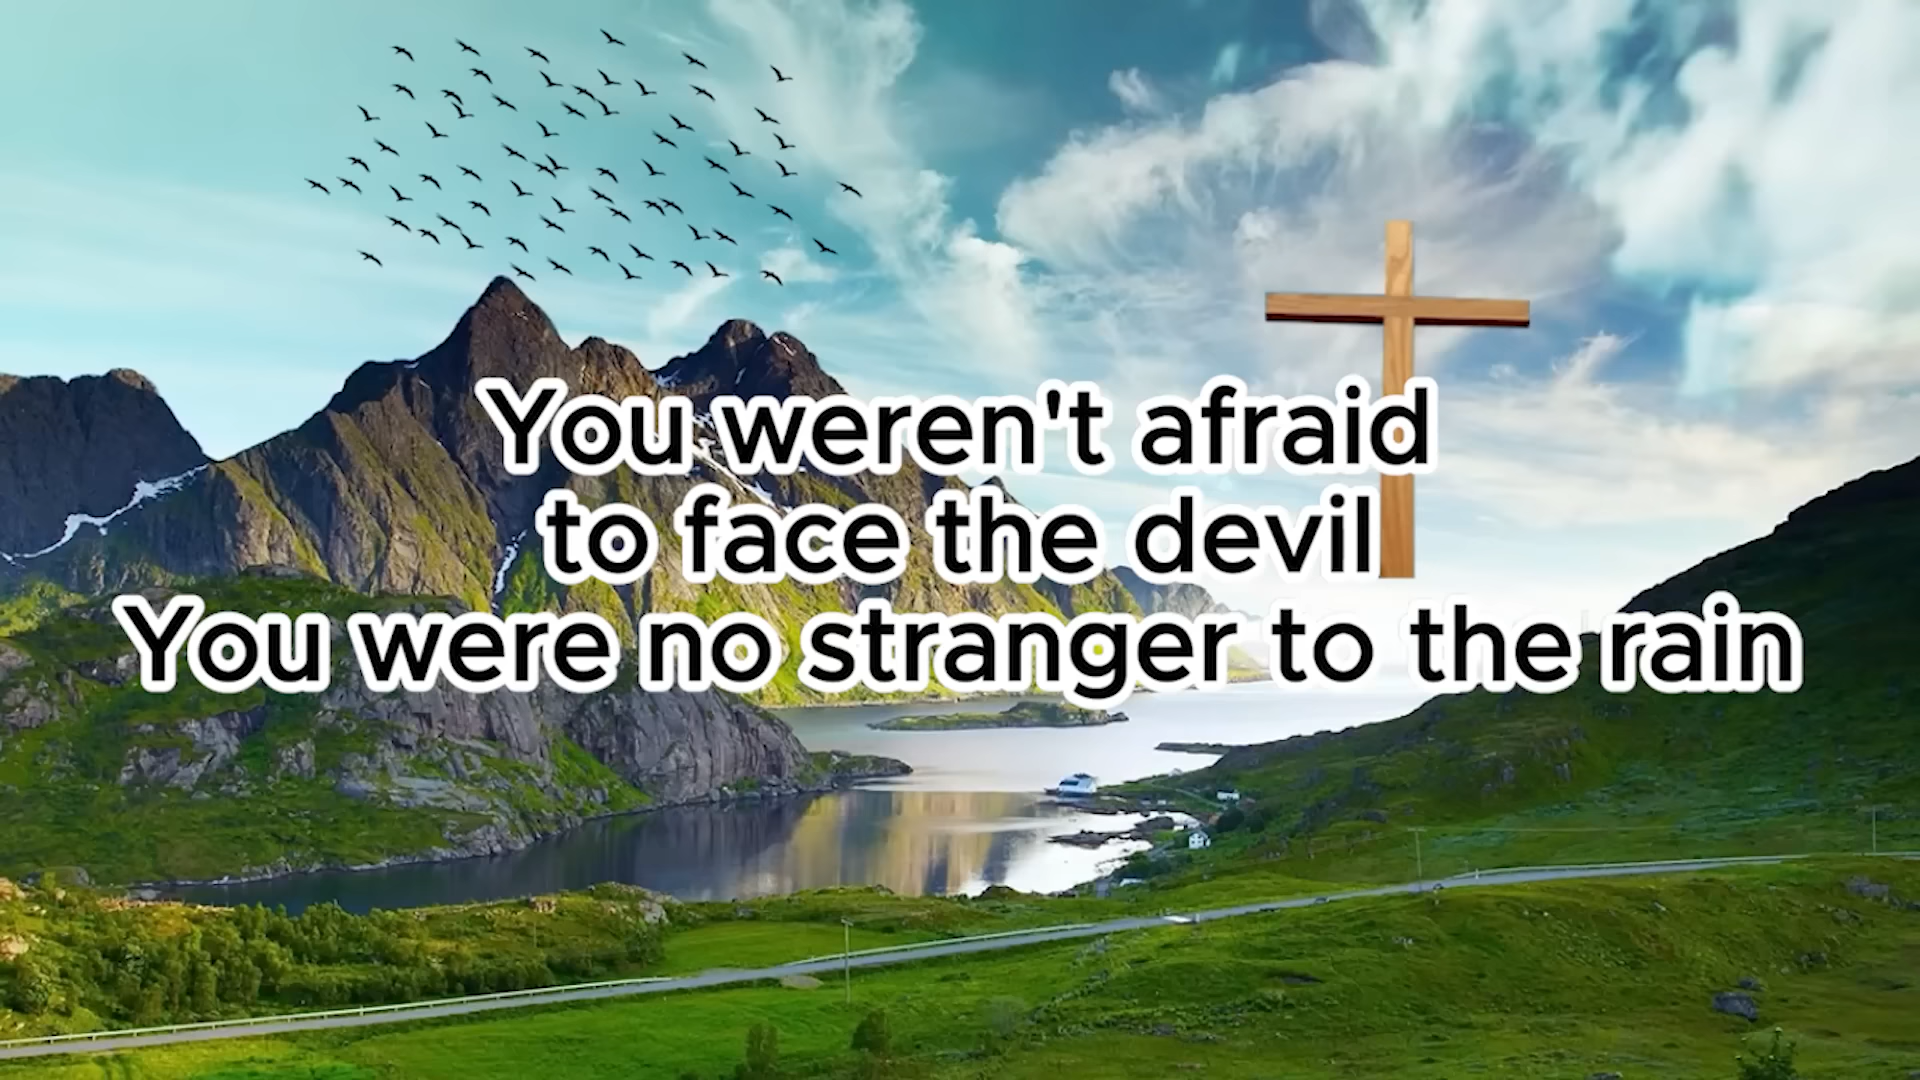 You weren't afraid
to face the devil
You were no stranger to the rain